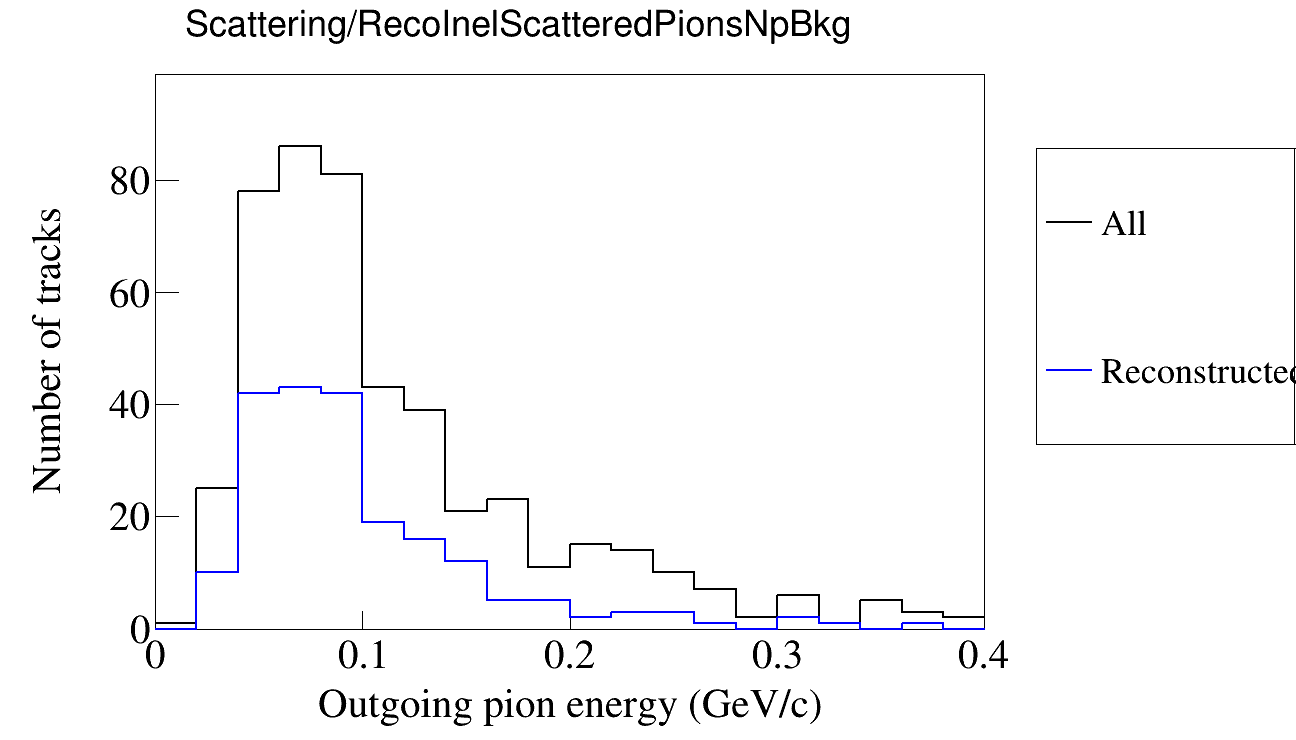 Scattering/RecoInelScatteredPionsNpBkg
Number of tracks
80
60
40
20
0
0 0.1 0.2 0.3 0.4
Outgoing pion energy (GeV/c)
All
Reconstructed